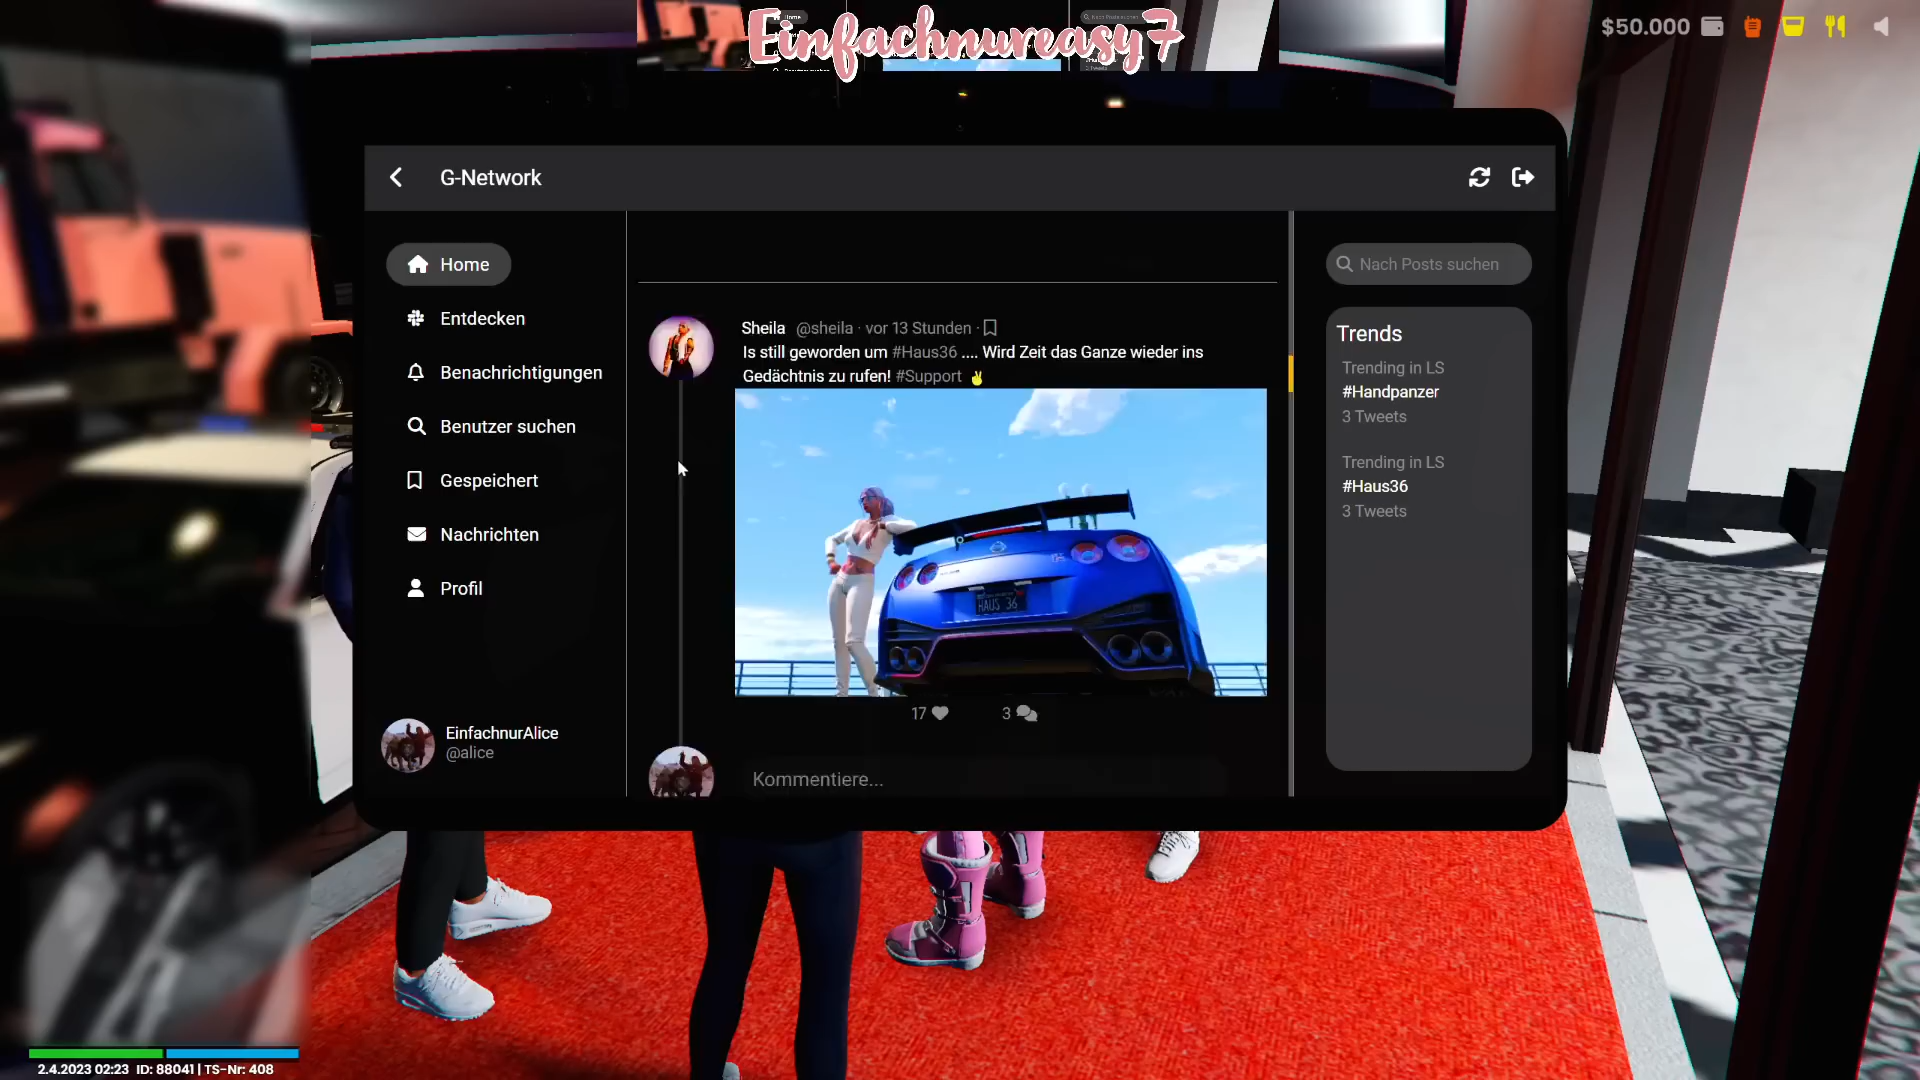 Einfachnureasy7
$50.000
G-Network
Home
Entdecken
Benachrichtigungen
Benutzer suchen
Gespeichert
Nachrichten
Profil
EinfachnurAlice
@alice
Sheila @sheila · vor 13 Stunden ·
Is still geworden um #Haus36 .... Wird Zeit das Ganze wieder ins
Gedächtnis zu rufen! #Support ✌
HAUS 36
17
3
Kommentiere...
Nach Posts suchen
Trends
Trending in LS
#Handpanzer
3 Tweets
Trending in LS
#Haus36
3 Tweets
2.4.2023 02:23 ID: 88041 | TS-Nr: 408